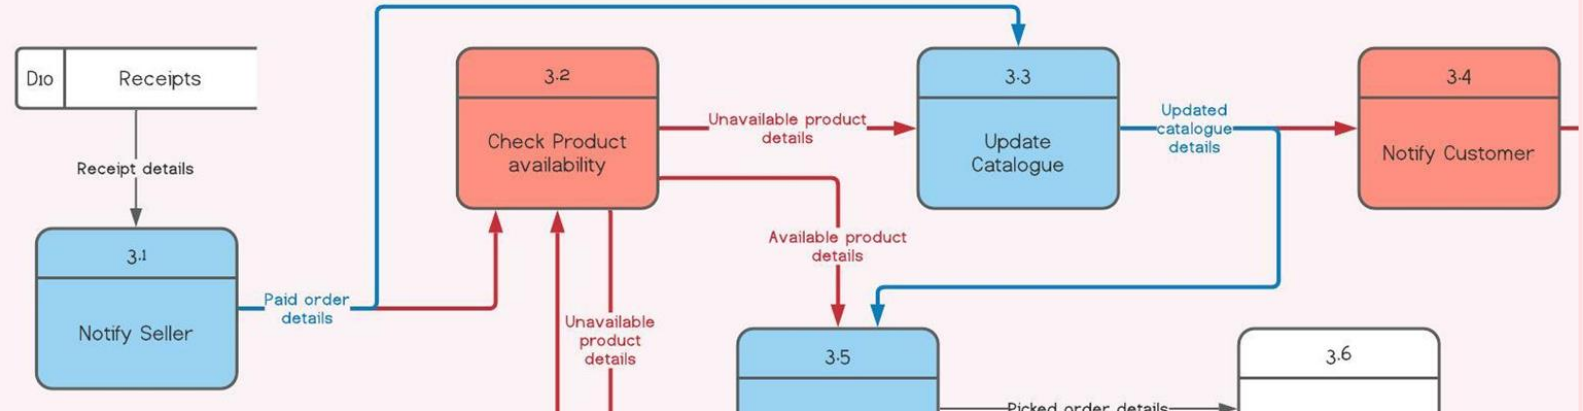 D10
Receipts
Receipt details
3.1
Notify Seller
Paid order
details
3.2
Check Product
availability
Unavailable product
details
Available product
details
Unavailable
product
details
3.3
Update
Catalogue
Updated
catalogue
details
3.4
Notify Customer
3.5
Picked order details
3.6